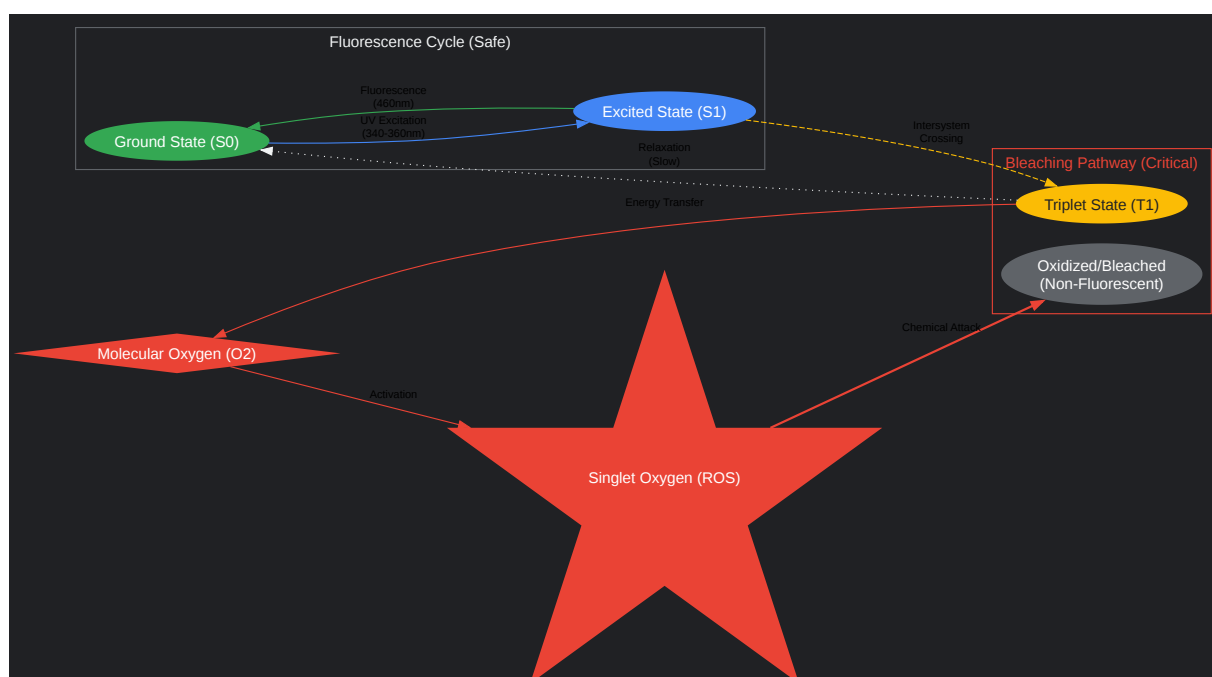 Fluorescence Cycle (Safe)
Fluorescence
(460nm)
Excited State (S1)
UV Excitation
(340-360nm)
Ground State (S0)
Intersystem
Crossing
Relaxation
(Slow)
Bleaching Pathway (Critical)
Energy Transfer
Triplet State (T1)
Oxidized/Bleached
(Non-Fluorescent)
Chemical Attack
Molecular Oxygen (O2)
Activation
Singlet Oxygen (ROS)